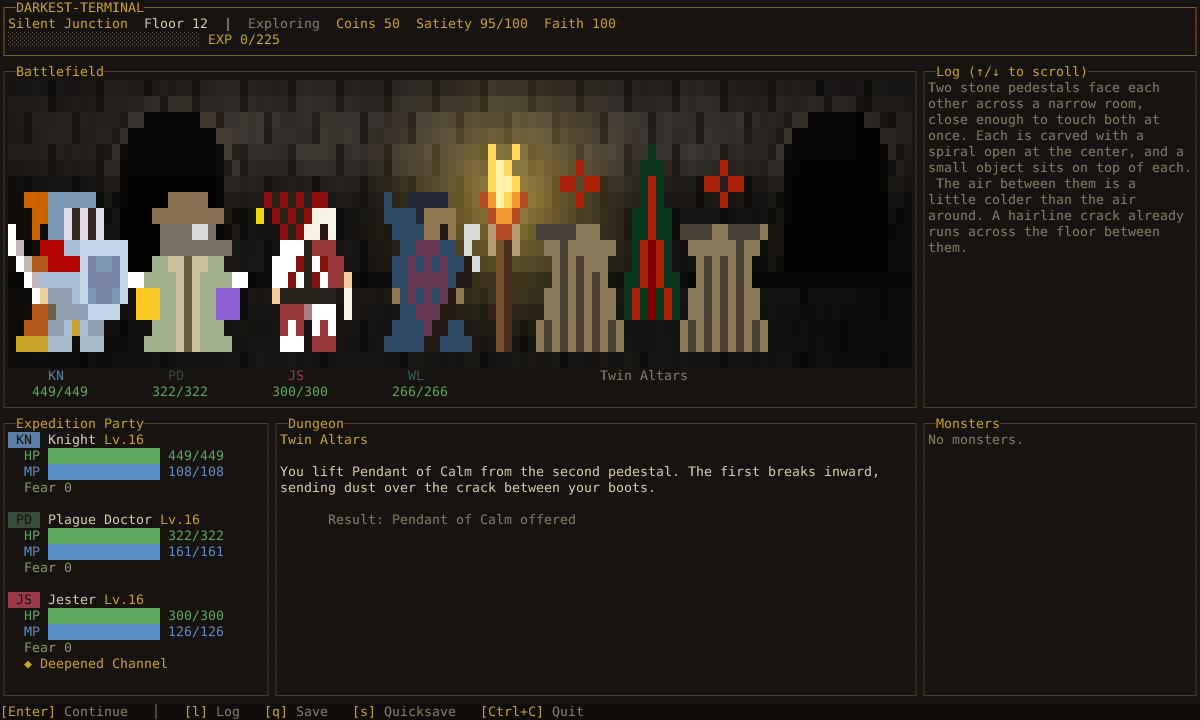 DARKEST-TERMINAL
Silent Junction  Floor 12  |  Exploring  Coins 50  Satiety 95/100  Faith 100
EXP 0/225
Battlefield
KN PD JS WL Twin Altars
449/449 322/322 300/300 266/266
Log (↑/↓ to scroll)
Two stone pedestals face each
other across a narrow room,
close enough to touch both at
once. Each is carved with a
spiral open at the center, and a
small object sits on top of each.
The air between them is a
little colder than the air
around. A hairline crack already
runs across the floor between
them.
Expedition Party
KN Knight Lv.16
HP 449/449
MP 108/108
Fear 0
PD Plague Doctor Lv.16
HP 322/322
MP 161/161
Fear 0
JS Jester Lv.16
HP 300/300
MP 126/126
Fear 0
◆ Deepened Channel
Dungeon
Twin Altars
You lift Pendant of Calm from the second pedestal. The first breaks inward,
sending dust over the crack between your boots.
Result: Pendant of Calm offered
Monsters
No monsters.
[Enter] Continue | [l] Log [q] Save [s] Quicksave [Ctrl+C] Quit